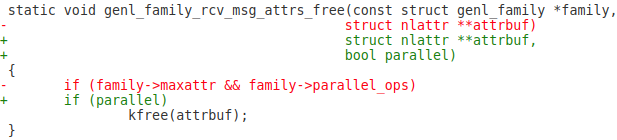 static void genl_family_rcv_msg_attrs_free(const struct genl_family *family,
-                                          struct nlattr **attrbuf)
+                                          struct nlattr **attrbuf,
+                                          bool parallel)
{
-       if (family->maxattr && family->parallel_ops)
+       if (parallel)
                kfree(attrbuf);
}